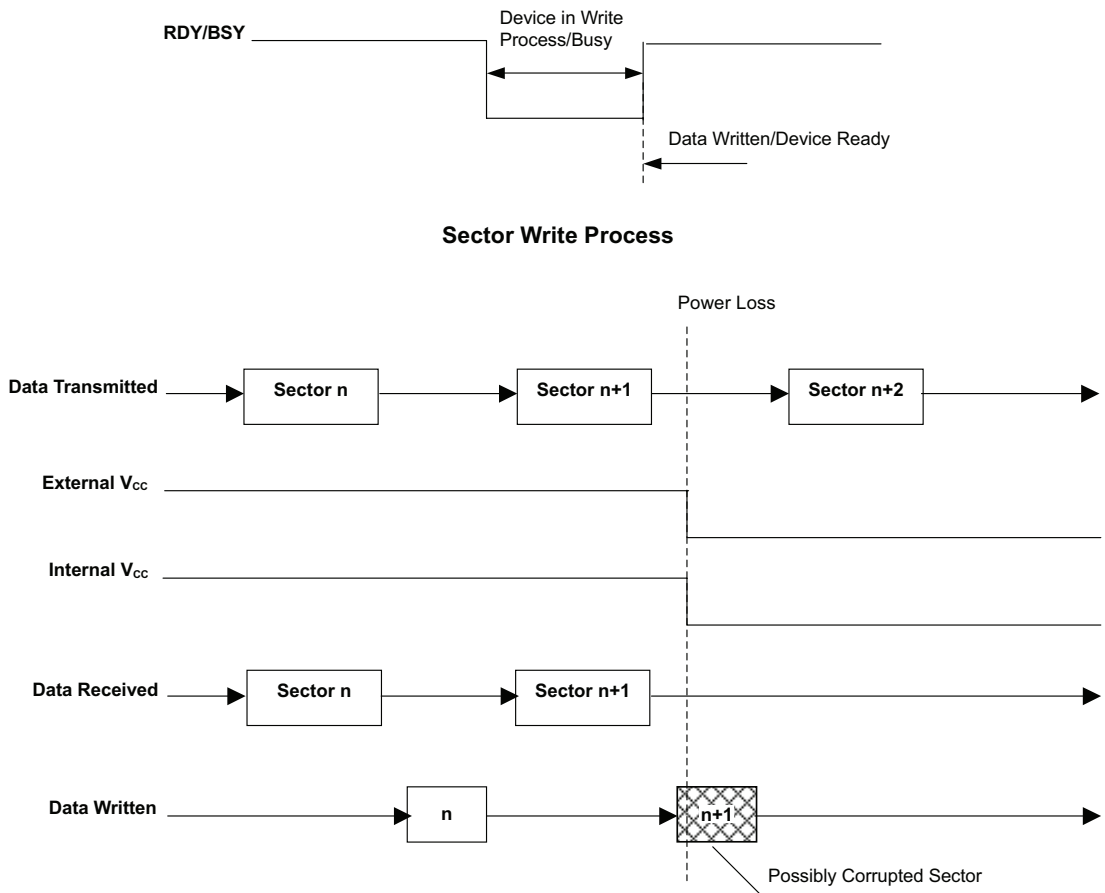 Device in Write
Process/Busy
RDY/BSY
Data Written/Device Ready
Sector Write Process
Power Loss
Data Transmitted
Sector n
Sector n+1
Sector n+2
External Vcc
Internal Vcc
Data Received
Sector n
Sector n+1
Data Written
n
n+1
Possibly Corrupted Sector